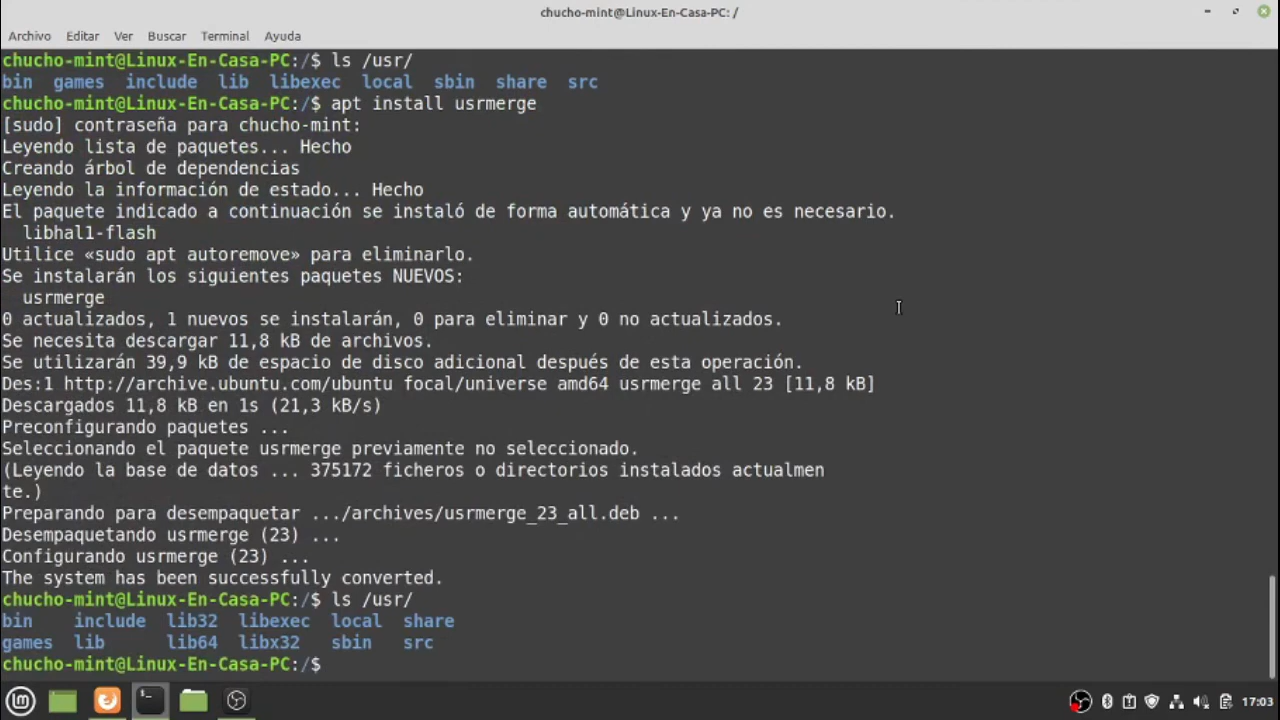 chucho-mint@Linux-En-Casa-PC: /
Archivo Editar Ver Buscar Terminal Ayuda
chucho-mint@Linux-En-Casa-PC:/$ ls /usr/
bin games include lib libexec local sbin share src
chucho-mint@Linux-En-Casa-PC:/$ apt install usrmerge
[sudo] contraseña para chucho-mint:
Leyendo lista de paquetes... Hecho
Creando árbol de dependencias
Leyendo la información de estado... Hecho
El paquete indicado a continuación se instaló de forma automática y ya no es necesario.
libhal1-flash
Utilice «sudo apt autoremove» para eliminarlo.
Se instalarán los siguientes paquetes NUEVOS:
usrmerge
0 actualizados, 1 nuevos se instalarán, 0 para eliminar y 0 no actualizados.
Se necesita descargar 11,8 kB de archivos.
Se utilizarán 39,9 kB de espacio de disco adicional después de esta operación.
Des:1 http://archive.ubuntu.com/ubuntu focal/universe amd64 usrmerge all 23 [11,8 kB]
Descargados 11,8 kB en 1s (21,3 kB/s)
Preconfigurando paquetes ...
Seleccionando el paquete usrmerge previamente no seleccionado.
(Leyendo la base de datos ... 375172 ficheros o directorios instalados actualmen
te.)
Preparando para desempaquetar .../archives/usrmerge_23_all.deb ...
Desempaquetando usrmerge (23) ...
Configurando usrmerge (23) ...
The system has been successfully converted.
chucho-mint@Linux-En-Casa-PC:/$ ls /usr/
bin include lib32 libexec local share
games lib lib64 libx32 sbin src
chucho-mint@Linux-En-Casa-PC:/$
17:03